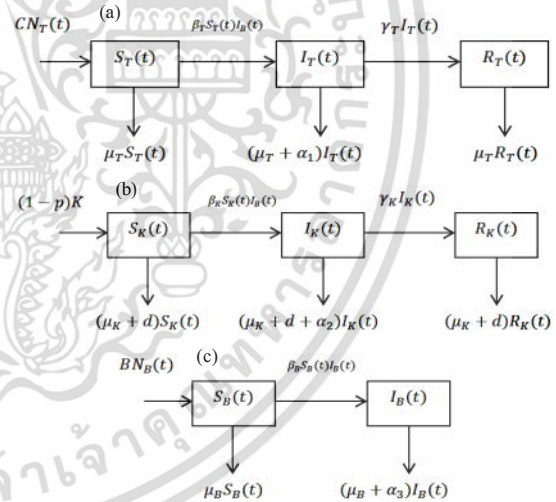 (a)
CN_T(t) β_T S_T(t)I_B(t) γ_T I_T(t)
S_T(t) I_T(t) R_T(t)
μ_T S_T(t) (μ_T + α_1)I_T(t) μ_T R_T(t)
(b)
(1 − p)K β_K S_K(t)I_B(t) γ_K I_K(t)
S_K(t) I_K(t) R_K(t)
(μ_K + d)S_K(t) (μ_K + d + α_2)I_K(t) (μ_K + d)R_K(t)
(c)
BN_B(t) β_B S_B(t)I_B(t)
S_B(t) I_B(t)
μ_B S_B(t) (μ_B + α_3)I_B(t)